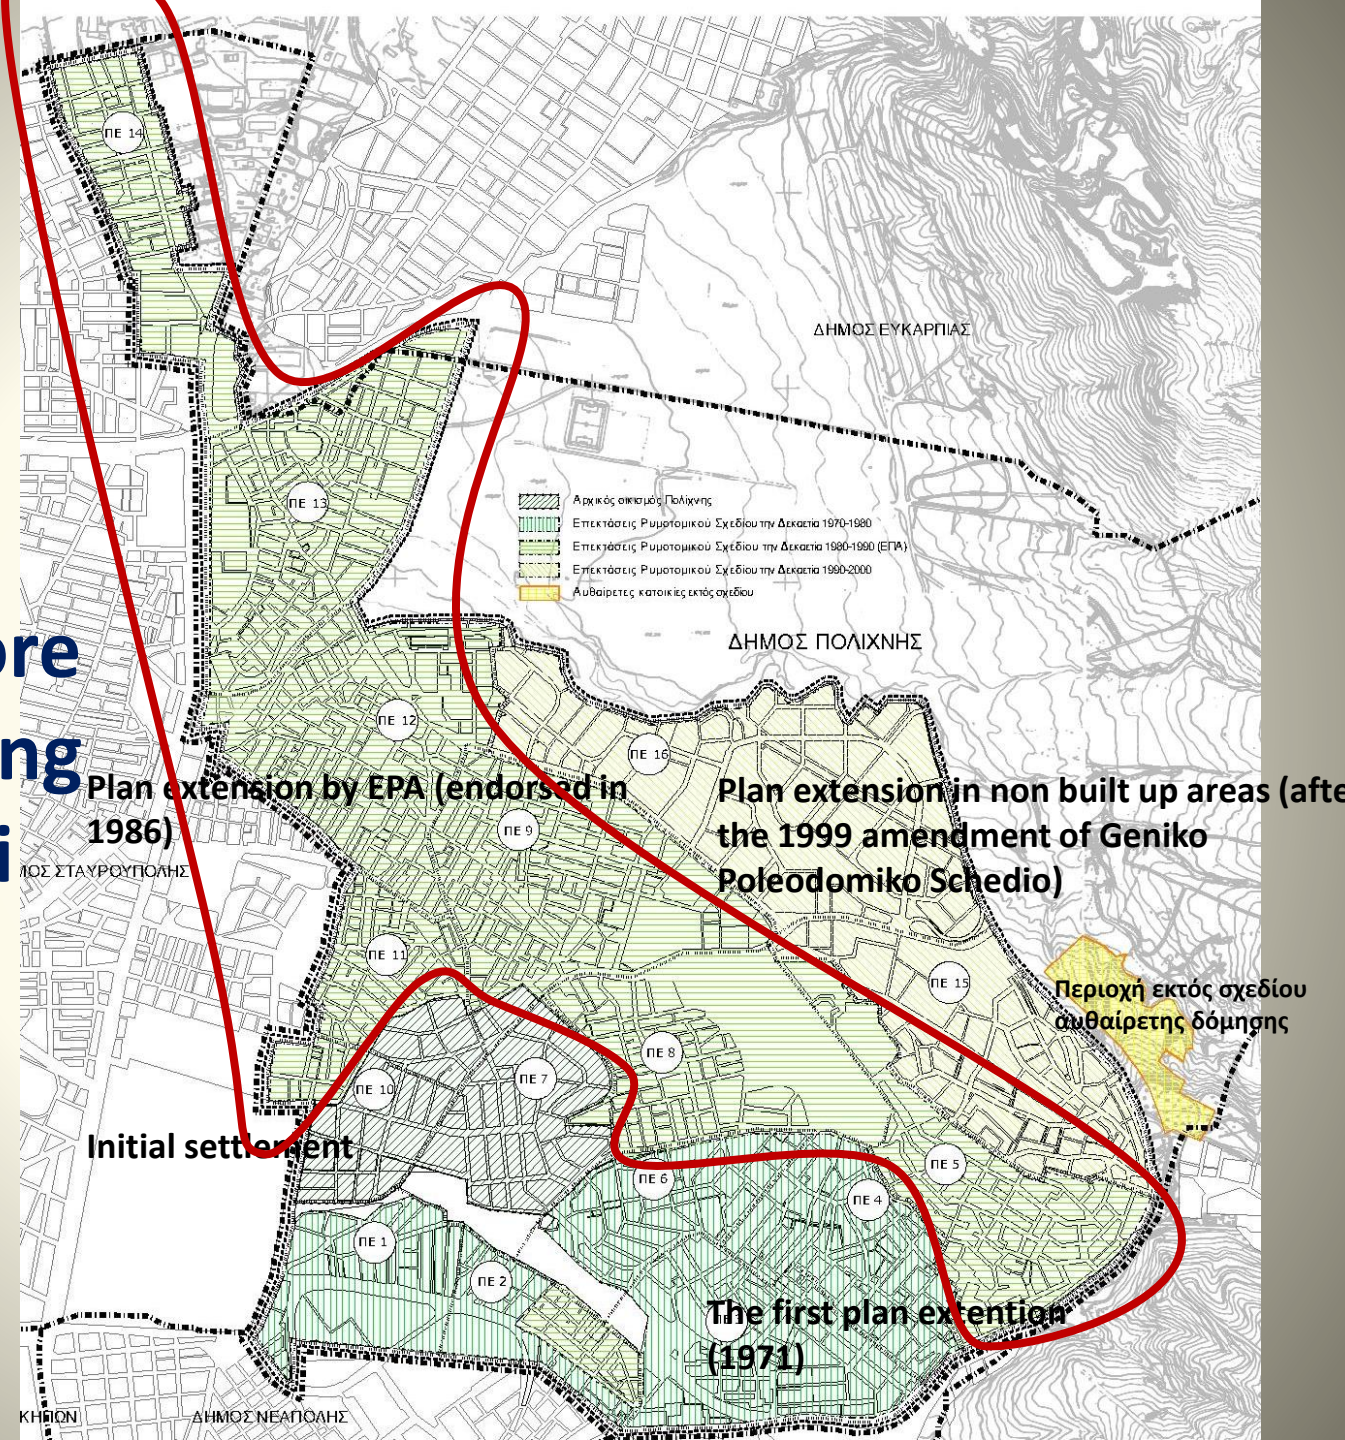 ΠΕ 14
ΔΗΜΟΣ ΕΥΚΑΡΠΙΑΣ
ΠΕ 13
Αρχικός οικισμός Πολίχνης
Επεκτάσεις Ρυμοτομικού Σχεδίου την Δεκαετία 1970-1980
Επεκτάσεις Ρυμοτομικού Σχεδίου την Δεκαετία 1980-1990 (ΕΠΑ)
Επεκτάσεις Ρυμοτομικού Σχεδίου την Δεκαετία 1990-2000
Αυθαίρετες κατοικίες εκτός σχεδίου
ΔΗΜΟΣ ΠΟΛΙΧΝΗΣ
ore
ng
i
ΠΕ 12
ΠΕ 16
Plan extension by EPA (endorsed in
1986)
Plan extension in non built up areas (afte
the 1999 amendment of Geniko
Poleodomiko Schedio)
ΠΕ 9
ΜΟΣ ΣΤΑΥΡΟΥΠΟΛΗΣ
ΠΕ 11
ΠΕ 15
Περιοχή εκτός σχεδίου
αυθαίρετης δόμησης
ΠΕ 8
ΠΕ 7
ΠΕ 10
Initial settlement
ΠΕ 5
ΠΕ 6
ΠΕ 4
ΠΕ 1
ΠΕ 2
The first plan extention
(1971)
ΚΗΠΩΝ
ΔΗΜΟΣ ΝΕΑΠΟΛΗΣ